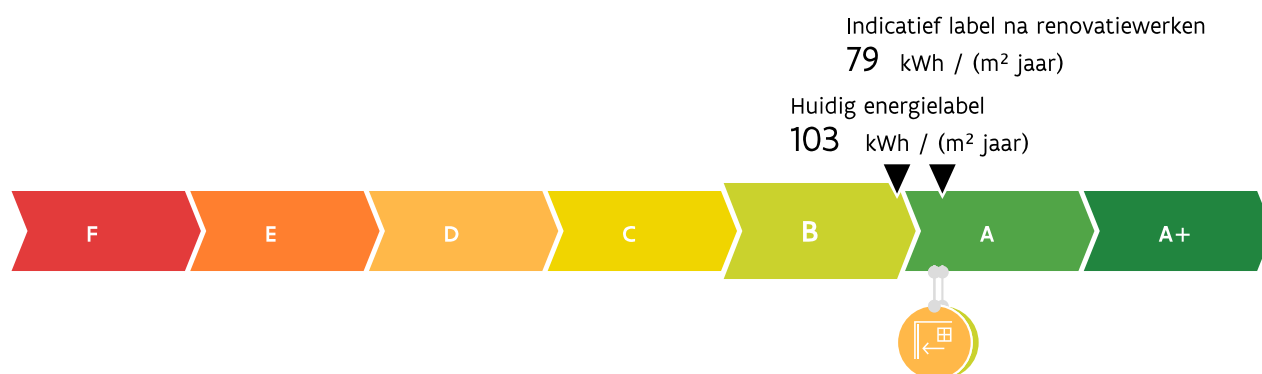 Indicatief label na renovatiewerken
79 kWh / (m² jaar)
Huidig energielabel
103 kWh / (m² jaar)
F E D C B A A+